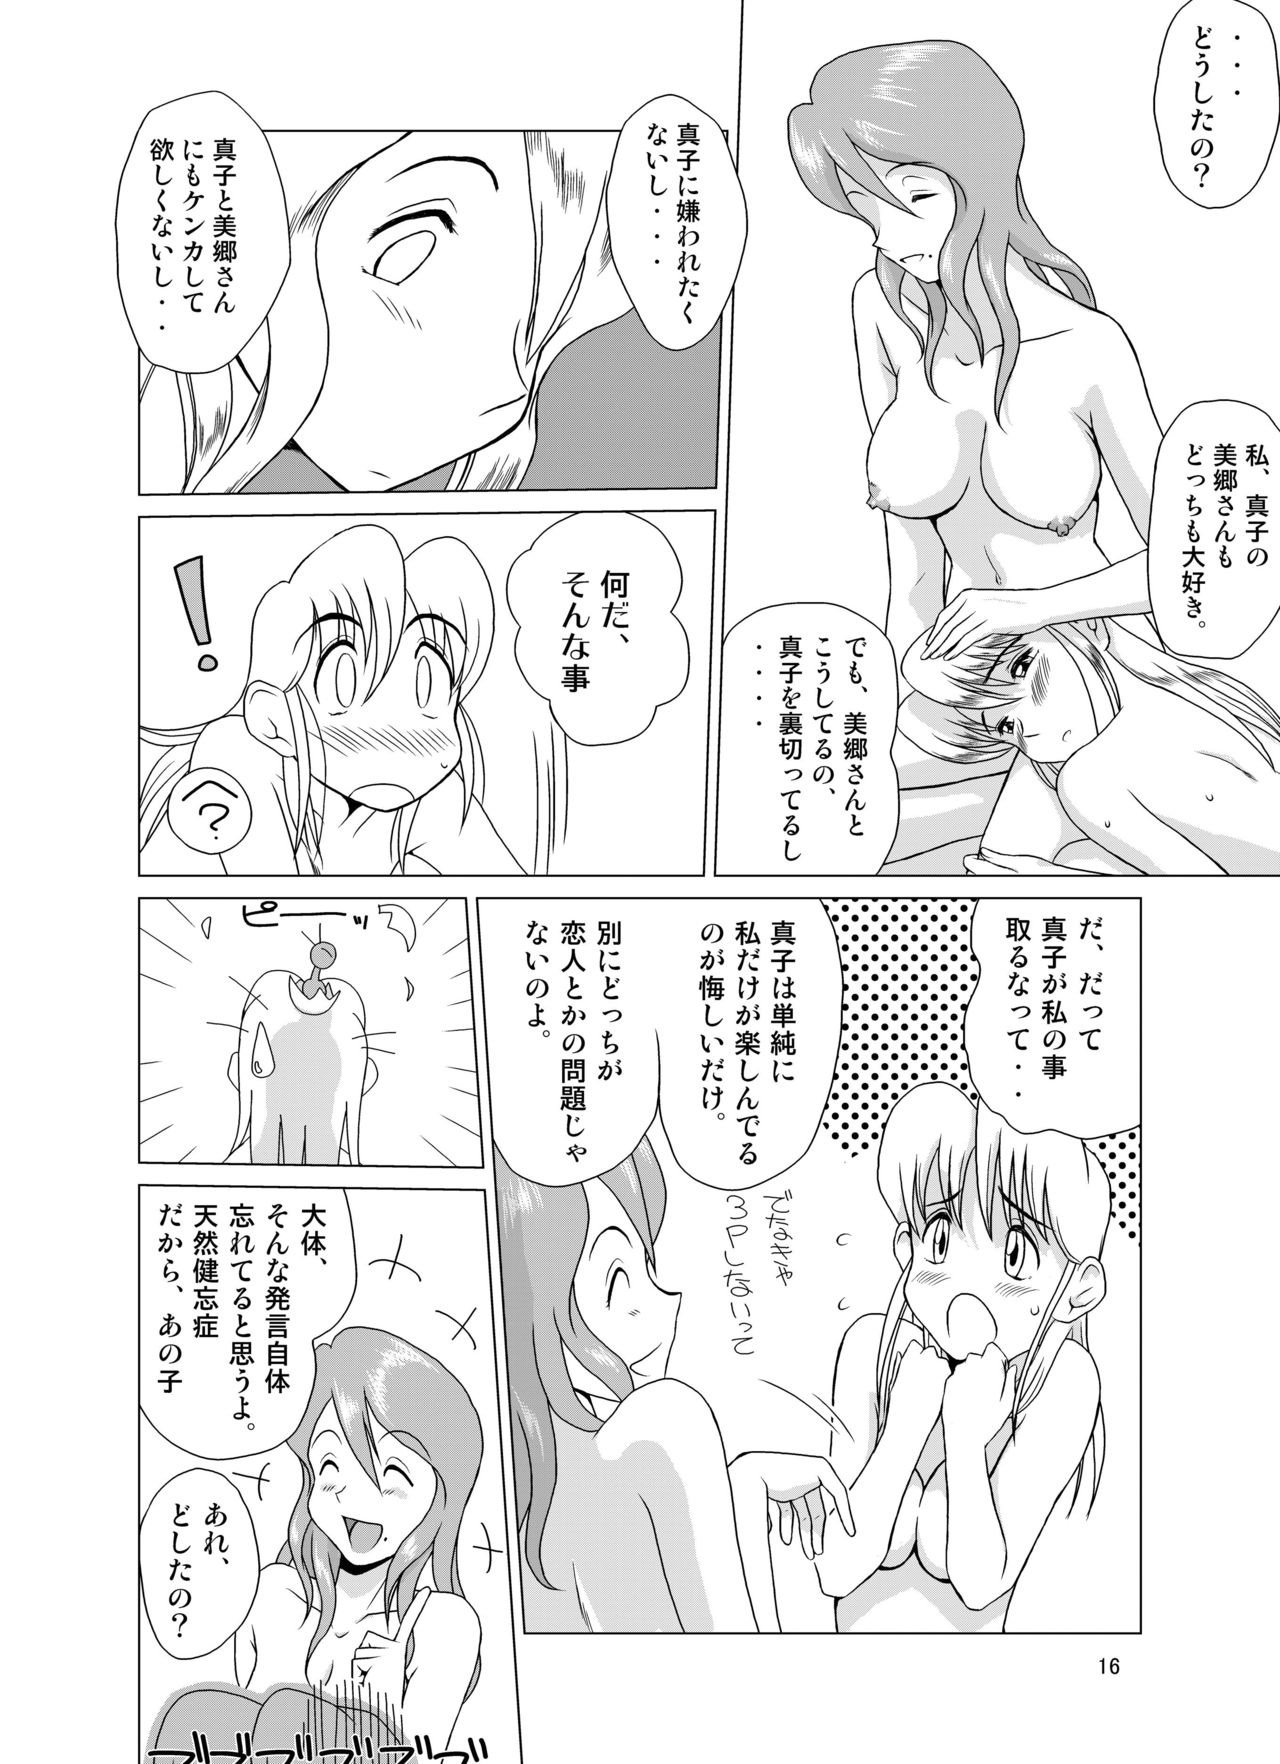 ・・・
どうしたの?
私、真子の
美郷さんも
どっちも大好き。
でも、美郷さんと
こうしてるの、
真子を裏切ってるし
・・・・
真子に嫌われたく
ないし・・・・
真子と美郷さん
にもケンカして
欲しくないし・・
何だ、
そんな事
!
へ?
だ、だって
真子が私の事
取るなって・・
真子は単純に
私だけが楽しんでる
のが悔しいだけ。
別にどっちが
恋人とかの問題じゃ
ないのよ。
でなきゃ
3Pしないって
ピーーッ
大体、
そんな発言自体
忘れてると思うよ。
天然健忘症
だから、あの子
あれ、
どしたの?
ブブブブブブブ
16